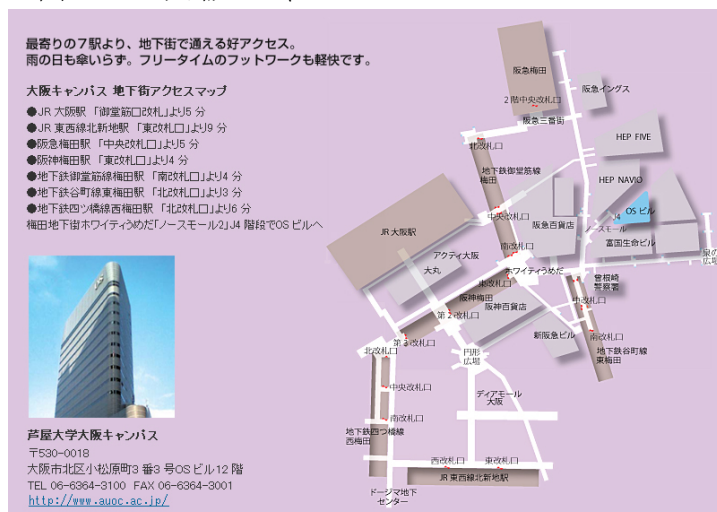 最寄りの7駅より、地下街で通える好アクセス。
雨の日も傘いらず。フリータイムのフットワークも軽快です。
大阪キャンパス 地下街アクセスマップ
●JR 大阪駅 「御堂筋口改札」より5 分
●JR 東西線北新地駅 「東改札口」より9 分
●阪急梅田駅 「中央改札口」より5 分
●阪神梅田駅 「東改札口」より4 分
●地下鉄御堂筋線梅田駅 「南改札口」より4 分
●地下鉄谷町線東梅田駅 「北改札口」より3 分
●地下鉄四ツ橋線西梅田駅 「北改札口」より6 分
梅田地下街ホワイティうめだ「ノースモール2」J4 階段でOS ビルへ
芦屋大学大阪キャンパス
〒530-0018
大阪市北区小松原町3 番3 号OS ビル12 階
TEL 06-6364-3100 FAX 06-6364-3001
http://www.auoc.ac.jp/
阪急梅田
2 階中央改札口
阪急イングス
阪急三番街
北改札口
HEP FIVE
地下鉄御堂筋線
梅田
HEP NAVIO
中央改札口
OS ビル
J4
阪急百貨店
ノースモール
富国生命ビル
JR 大阪駅
南改札口
泉の
広場
アクティ大阪
大丸
ホワイティうめだ
東改札口
曽根崎
警察署
阪神梅田
阪神百貨店
中改札口
第2 改札口
新阪急ビル
南改札口
第3 改札口
地下鉄谷町線
東梅田
北改札口
円形
広場
中央改札口
ディアモール
大阪
南改札口
地下鉄四つ橋線
西梅田
西改札口
東改札口
JR 東西線北新地駅
ドージマ地下
センター